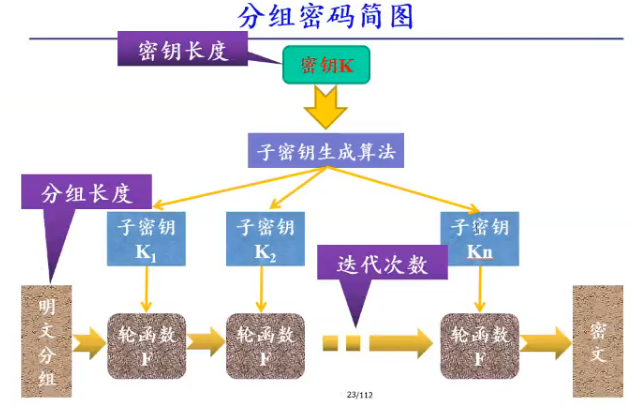 分组密码简图
密钥长度
密钥K
子密钥生成算法
分组长度
子密钥
K₁
子密钥
K₂
子密钥
Kn
迭代次数
明文分组
轮函数
F
轮函数
F
轮函数
F
密文
23/112